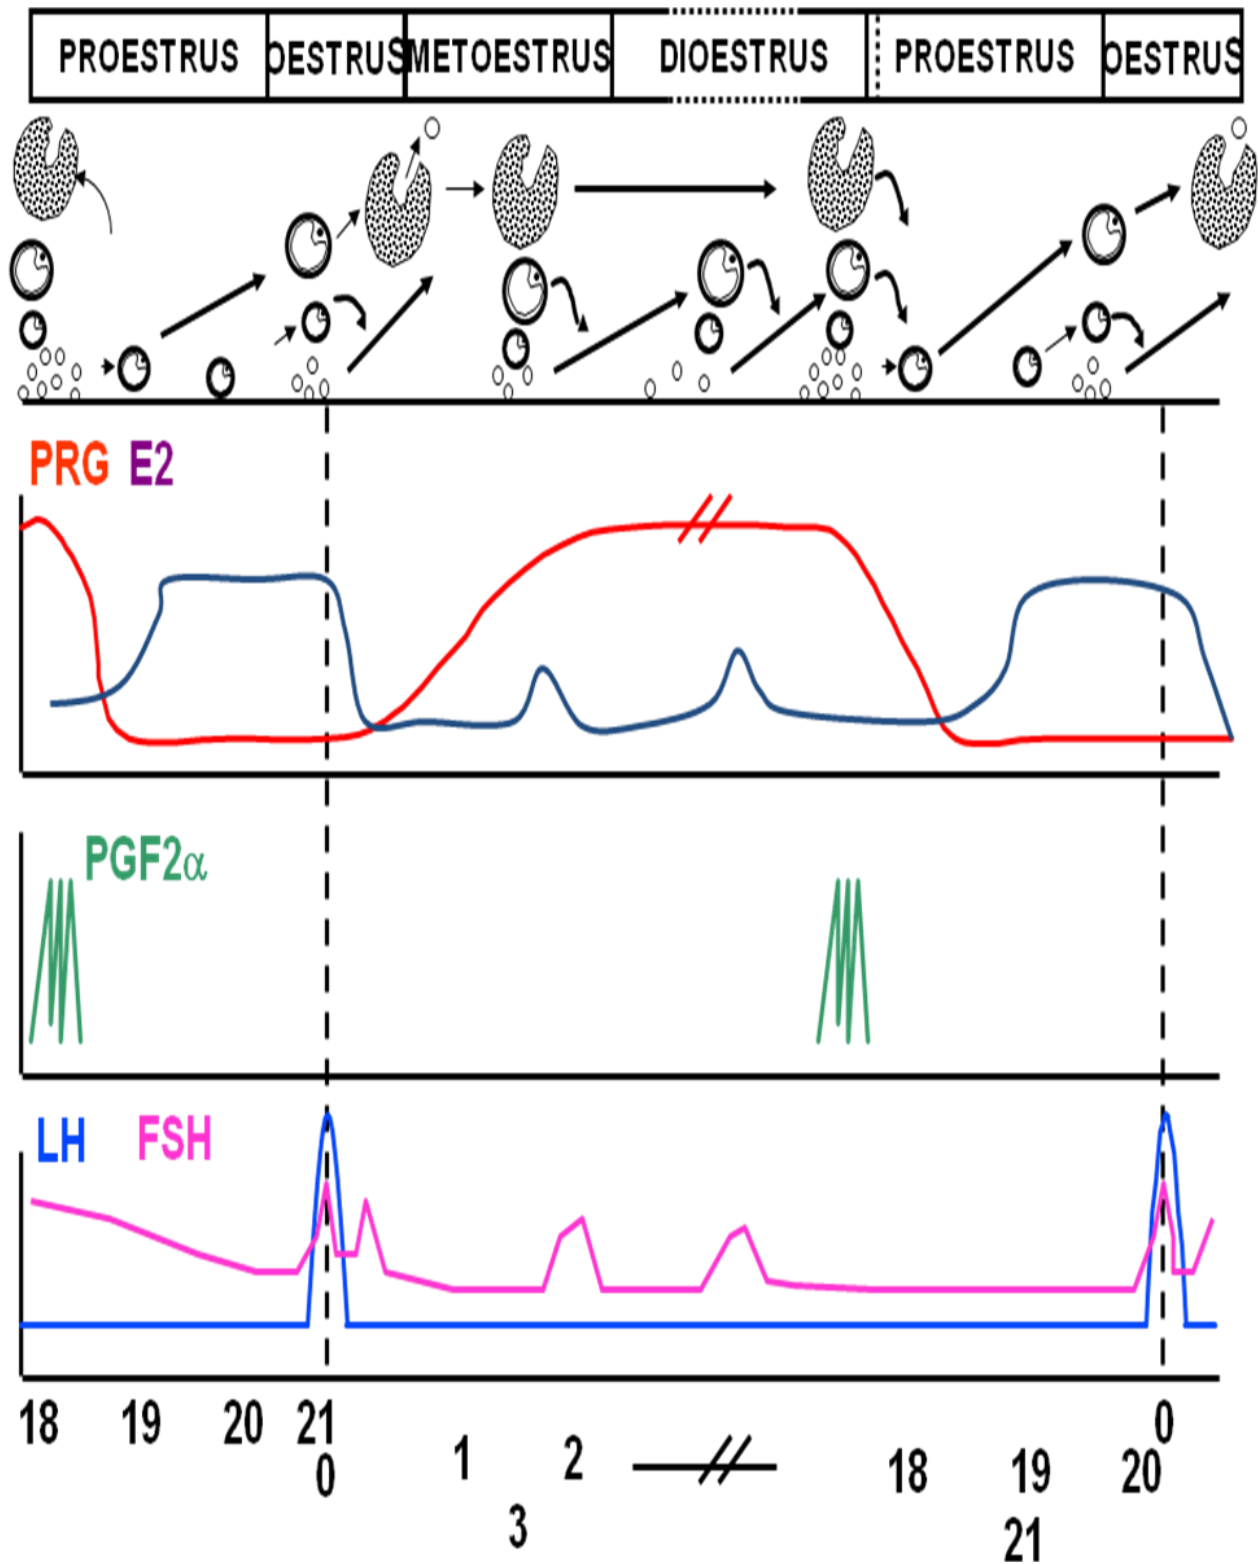 PROESTRUS OESTRUS METOESTRUS DIOESTRUS PROESTRUS OESTRUS
PRG E2
PGF2α
LH FSH
18 19 20 21 0
0 1 2 18 19 20
3 21